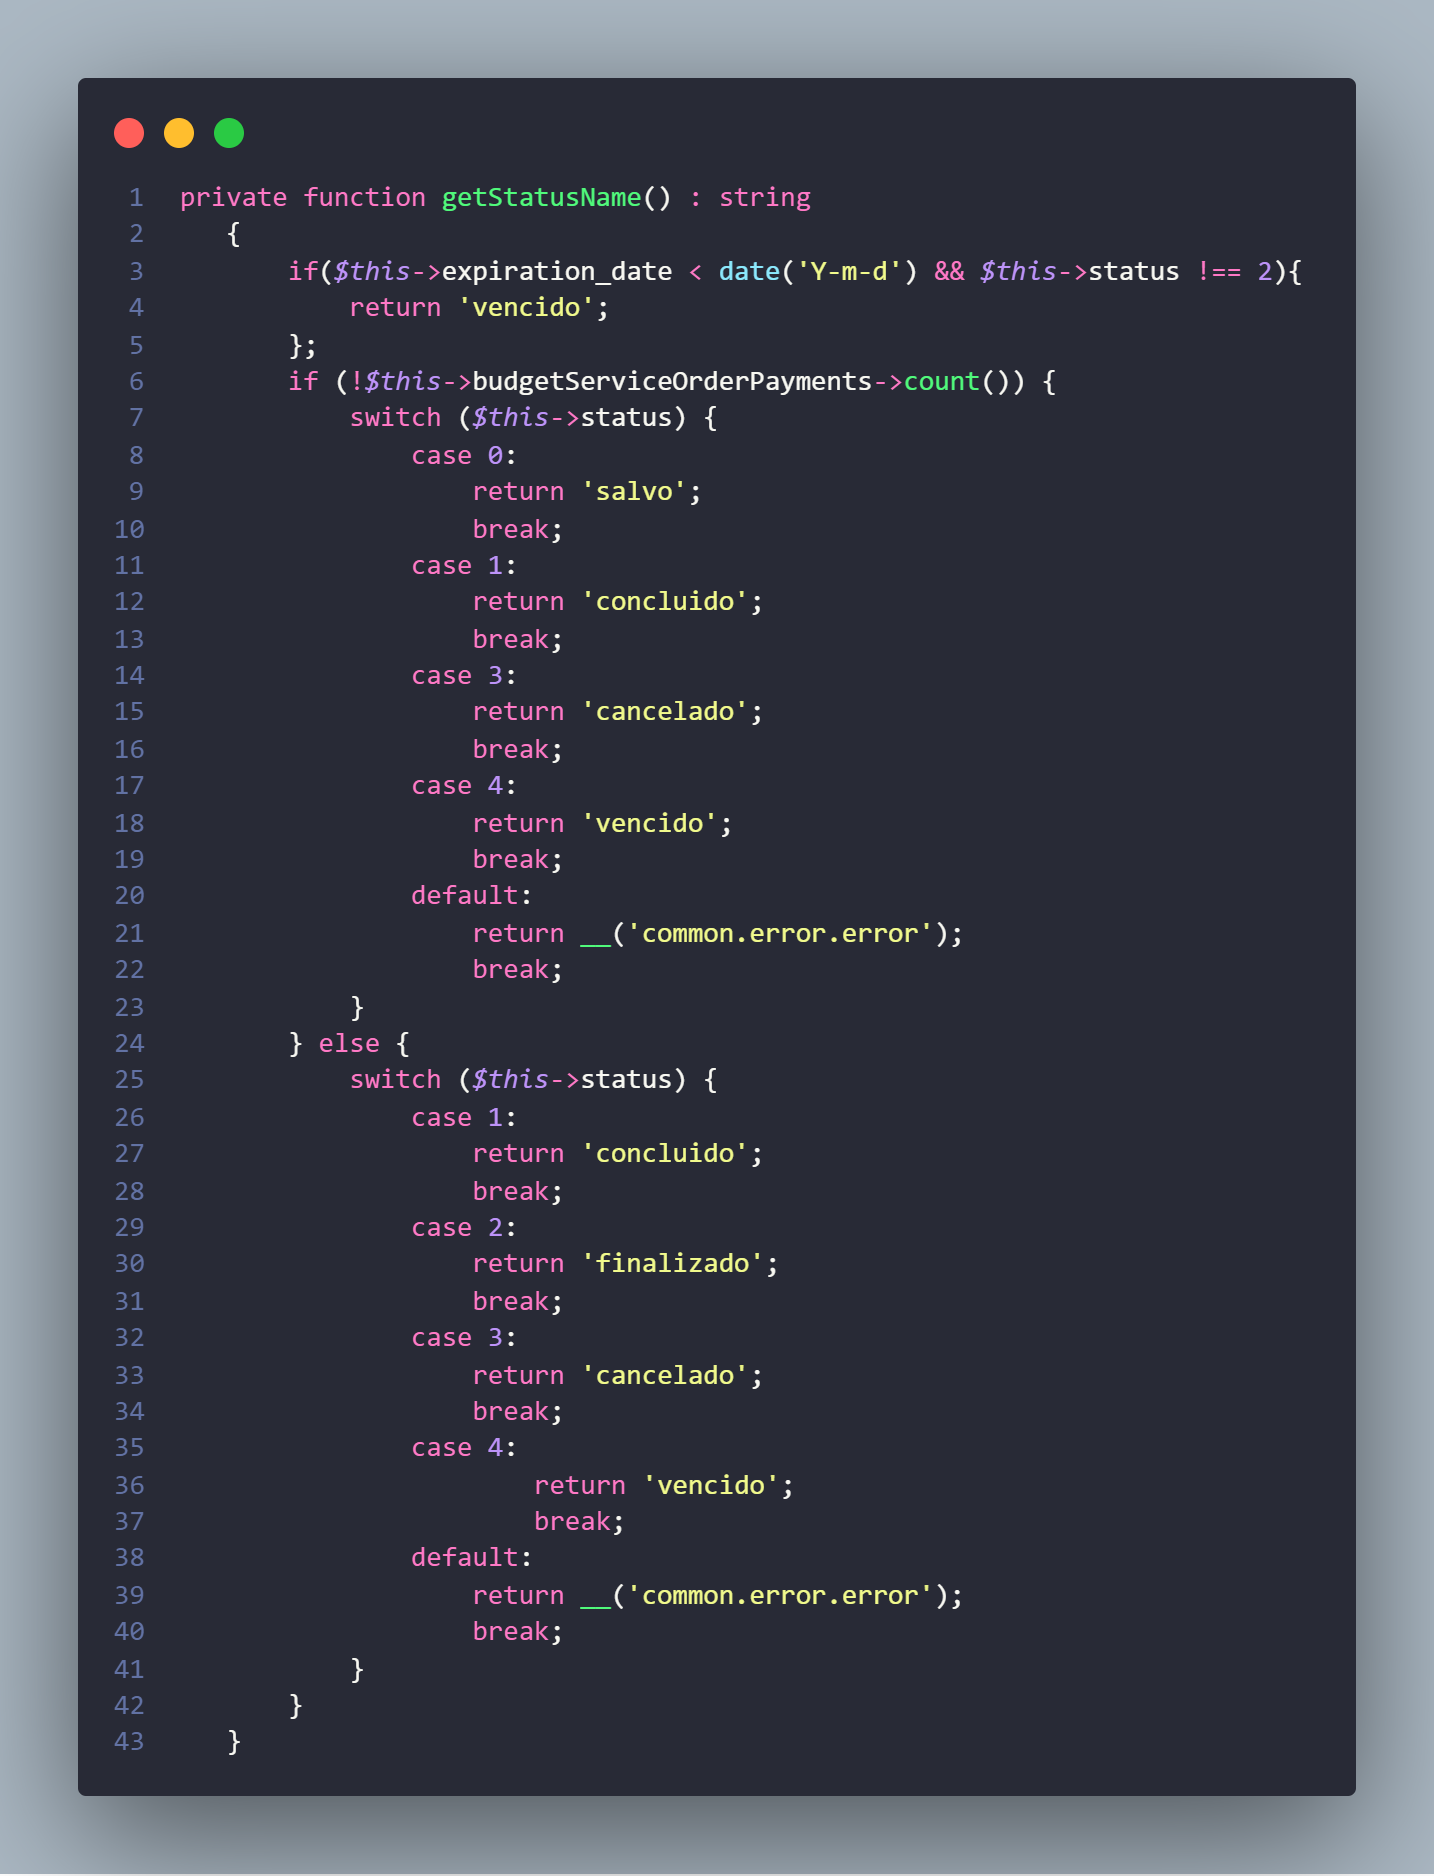 1 private function getStatusName() : string
2 {
3 if($this->expiration_date < date('Y-m-d') && $this->status !== 2){
4 return 'vencido';
5 };
6 if (!$this->budgetServiceOrderPayments->count()) {
7 switch ($this->status) {
8 case 0:
9 return 'salvo';
10 break;
11 case 1:
12 return 'concluido';
13 break;
14 case 3:
15 return 'cancelado';
16 break;
17 case 4:
18 return 'vencido';
19 break;
20 default:
21 return __('common.error.error');
22 break;
23 }
24 } else {
25 switch ($this->status) {
26 case 1:
27 return 'concluido';
28 break;
29 case 2:
30 return 'finalizado';
31 break;
32 case 3:
33 return 'cancelado';
34 break;
35 case 4:
36 return 'vencido';
37 break;
38 default:
39 return __('common.error.error');
40 break;
41 }
42 }
43 }